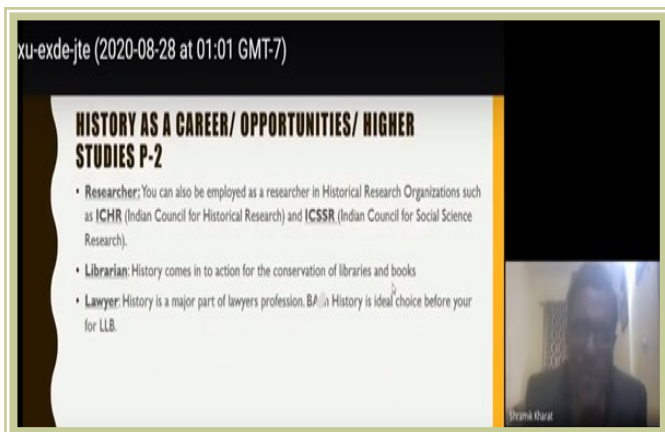 xu-exde-jte (2020-08-28 at 01:01 GMT-7)
HISTORY AS A CAREER/ OPPORTUNITIES/ HIGHER
STUDIES P-2
• Researcher: You can also be employed as a researcher in Historical Research Organizations such
as ICHR (Indian Council for Historical Research) and ICSSR (Indian Council for Social Science
Research).
• Librarian: History comes in to action for the conservation of libraries and books
• Lawyer: History is a major part of lawyers profession. BA in History is ideal choice before your
for LLB.
Shramik Kharat